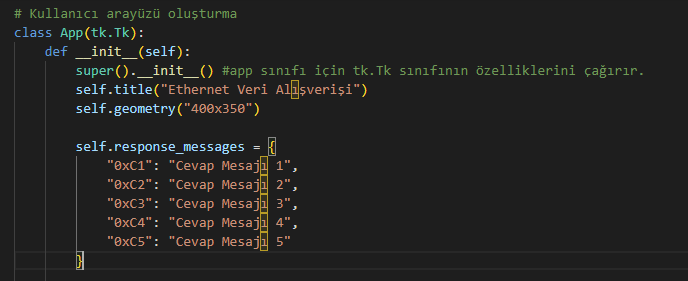 # Kullanıcı arayüzü oluşturma
class App(tk.Tk):
    def __init__(self):
        super().__init__() #app sınıfı için tk.Tk sınıfının özelliklerini çağırır.
        self.title("Ethernet Veri Alışverişi")
        self.geometry("400x350")

        self.response_messages = {
            "0xC1": "Cevap Mesajı 1",
            "0xC2": "Cevap Mesajı 2",
            "0xC3": "Cevap Mesajı 3",
            "0xC4": "Cevap Mesajı 4",
            "0xC5": "Cevap Mesajı 5"
        }